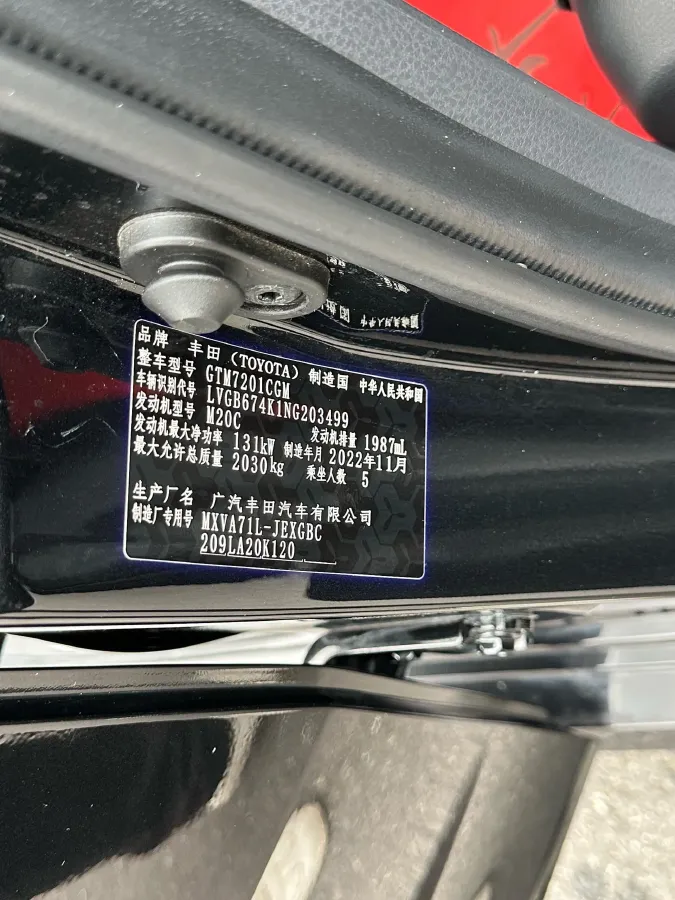 品牌 丰田 (TOYOTA) 制造国 中华人民共和国
整车型号 GTM7201CGM
车辆识别代号 LVGB674K1NG203499
发动机型号 M20C 发动机排量 1987mL
发动机最大净功率 131kW 制造年月 2022年11月
最大允许总质量 2030kg 乘坐人数 5
生产厂名 广汽丰田汽车有限公司
制造厂专用号 MXVA71L-JEXGBC
209LA20K120